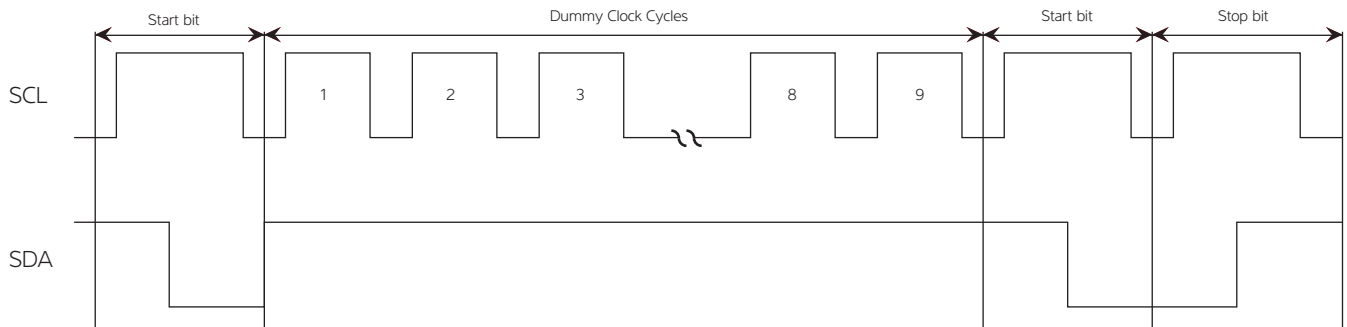 Start bit
Dummy Clock Cycles
Start bit
Stop bit
SCL
1
2
3
8
9
SDA